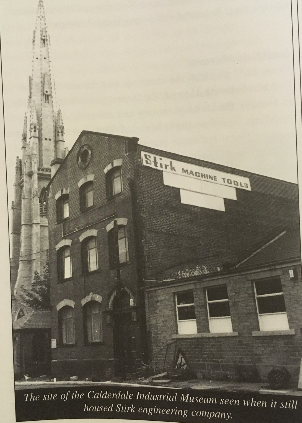 Stirk MACHINE TOOLS
The site of the Calderdale Industrial Museum seen when it still
housed Stirk engineering company.